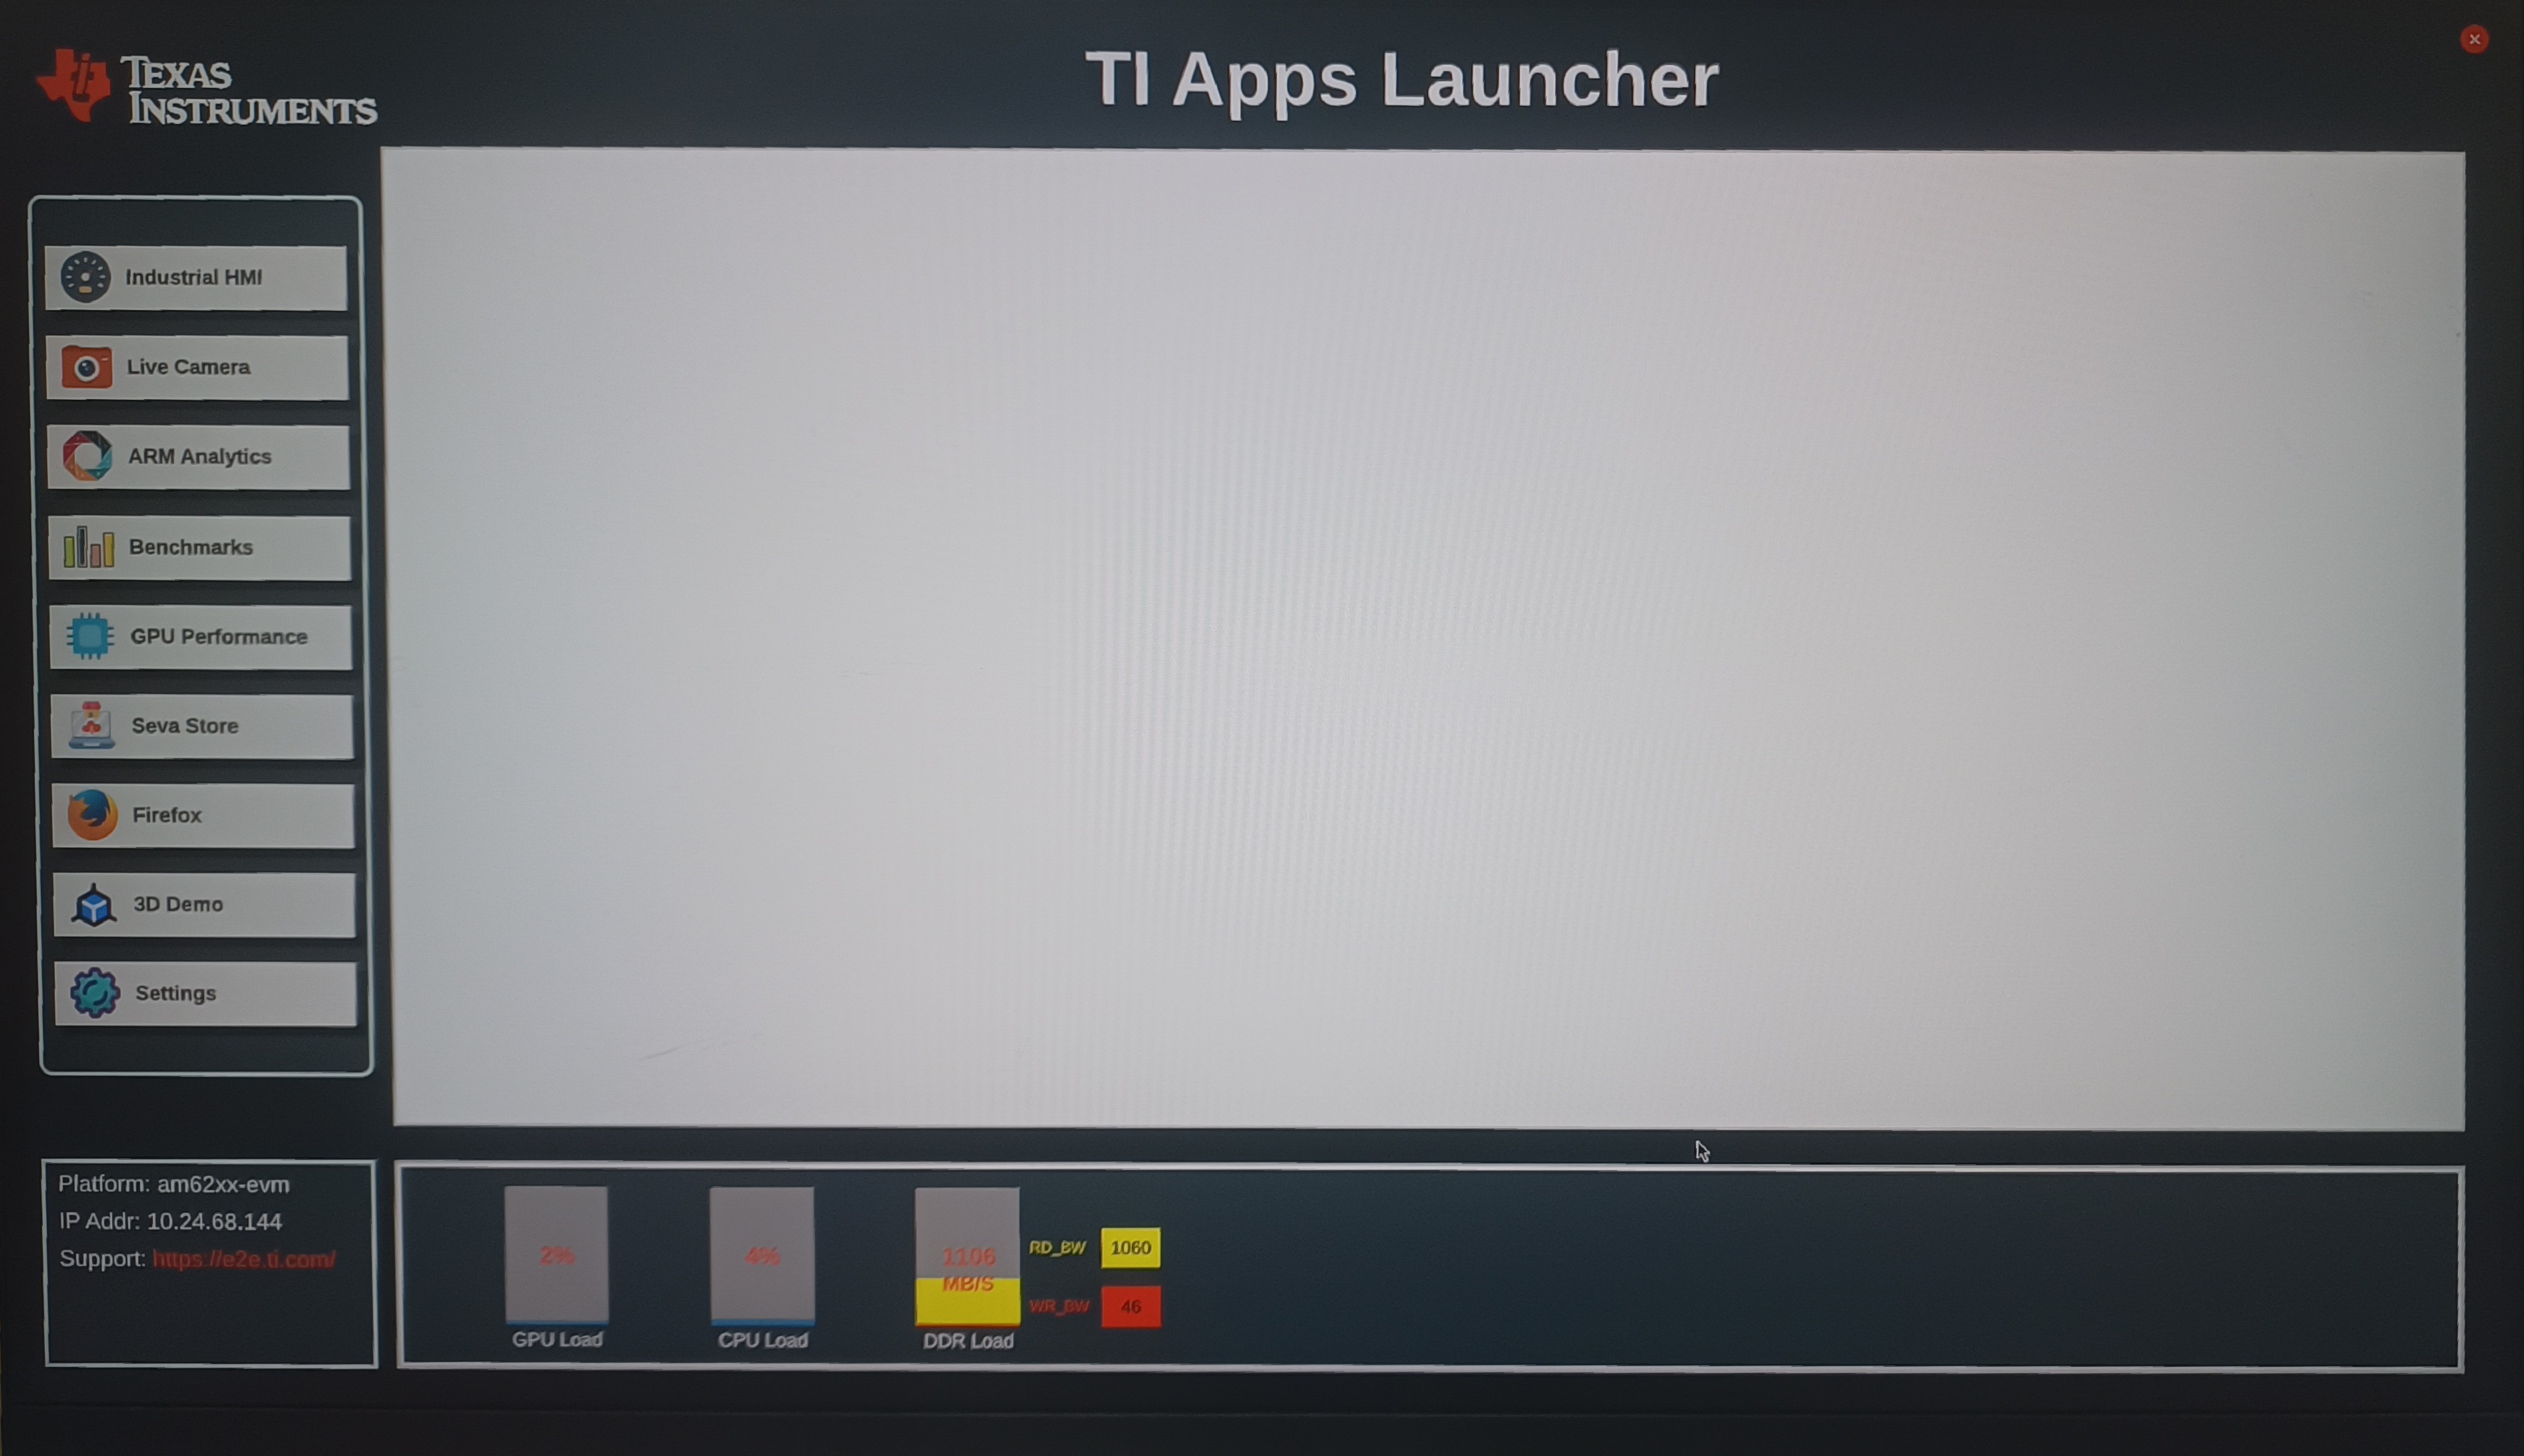 TEXAS
INSTRUMENTS
TI Apps Launcher
Industrial HMI
Live Camera
ARM Analytics
Benchmarks
GPU Performance
Seva Store
Firefox
3D Demo
Settings
Platform: am62xx-evm
IP Addr: 10.24.68.144
Support: https://e2e.ti.com/
2%
GPU Load
4%
CPU Load
1106
MB/S
DDR Load
RD_BW 1060
WR_BW 46